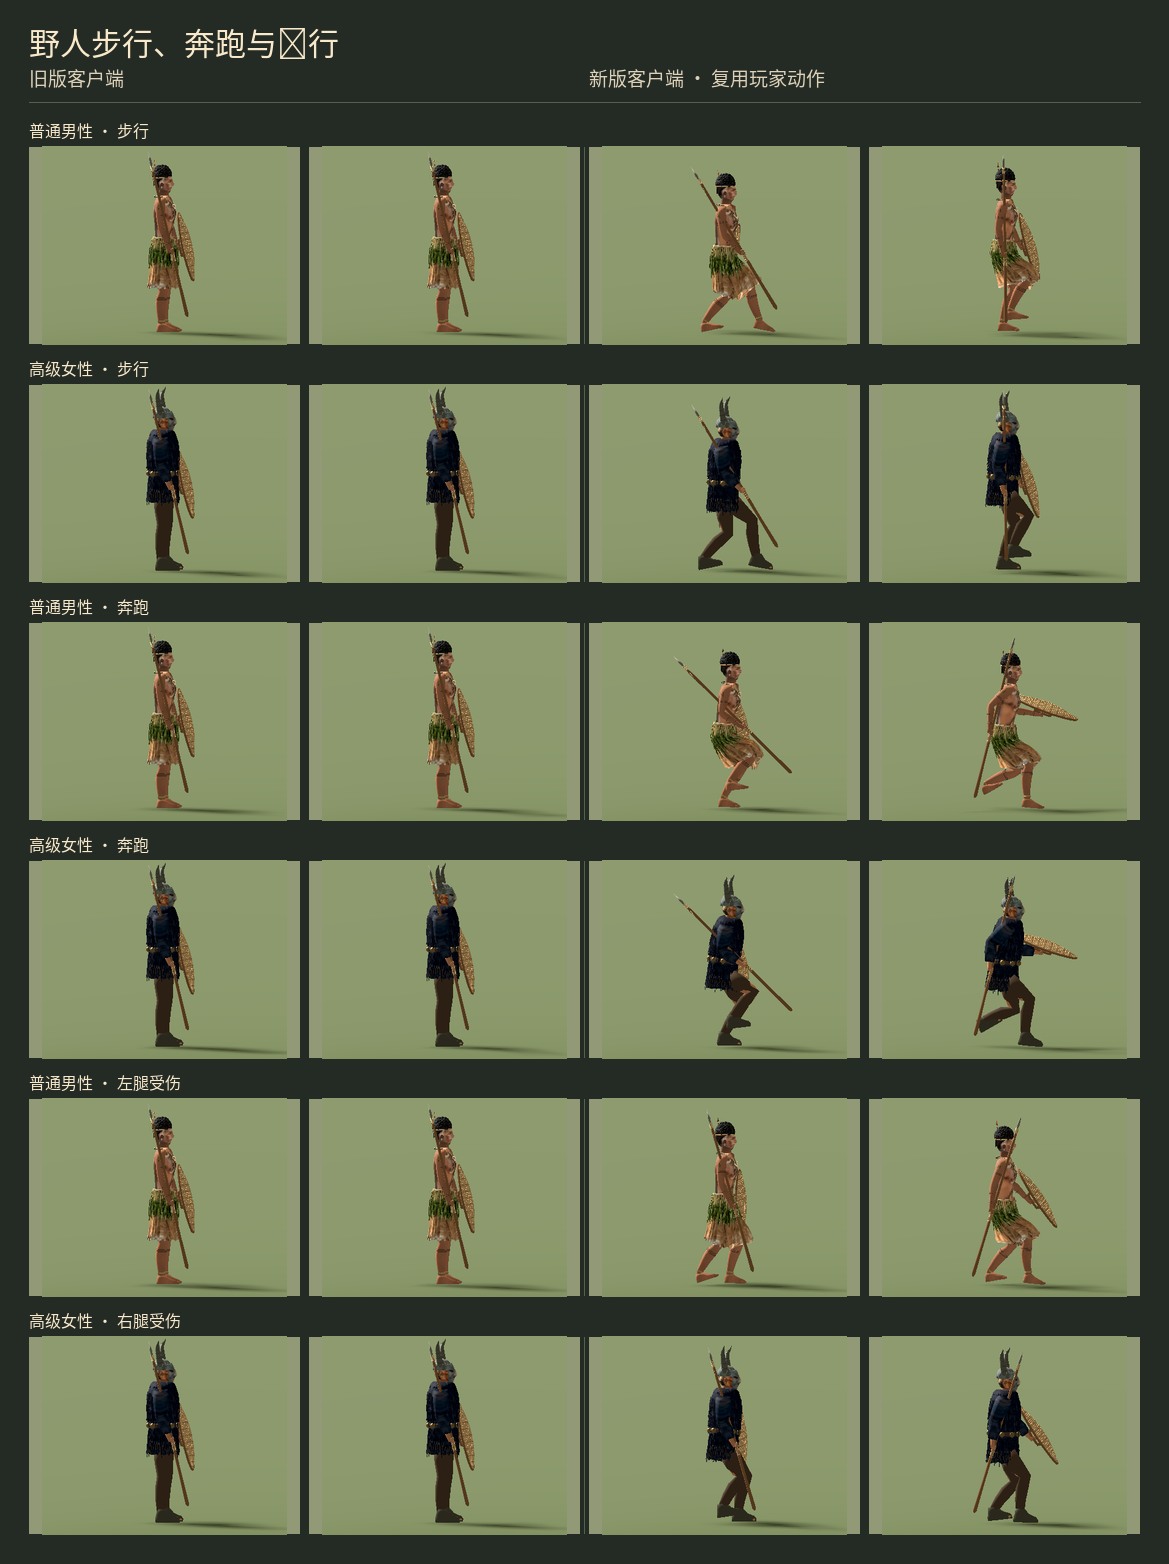 野人步行、奔跑与行
旧版客户端
新版客户端 · 复用玩家动作
普通男性 · 步行
高级女性 · 步行
普通男性 · 奔跑
高级女性 · 奔跑
普通男性 · 左腿受伤
高级女性 · 右腿受伤